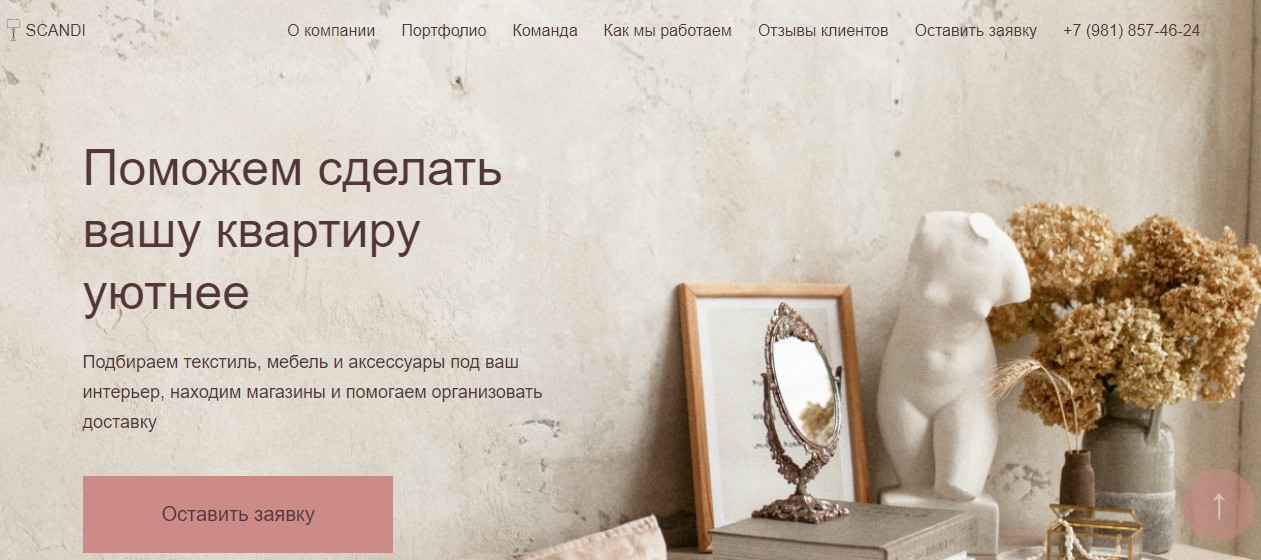 SCANDI
О компании
Портфолио
Команда
Как мы работаем
Отзывы клиентов
Оставить заявку
+7 (981) 857-46-24
Поможем сделать
вашу квартиру
уютнее
Подбираем текстиль, мебель и аксессуары под ваш
интерьер, находим магазины и помогаем организовать
доставку
Оставить заявку